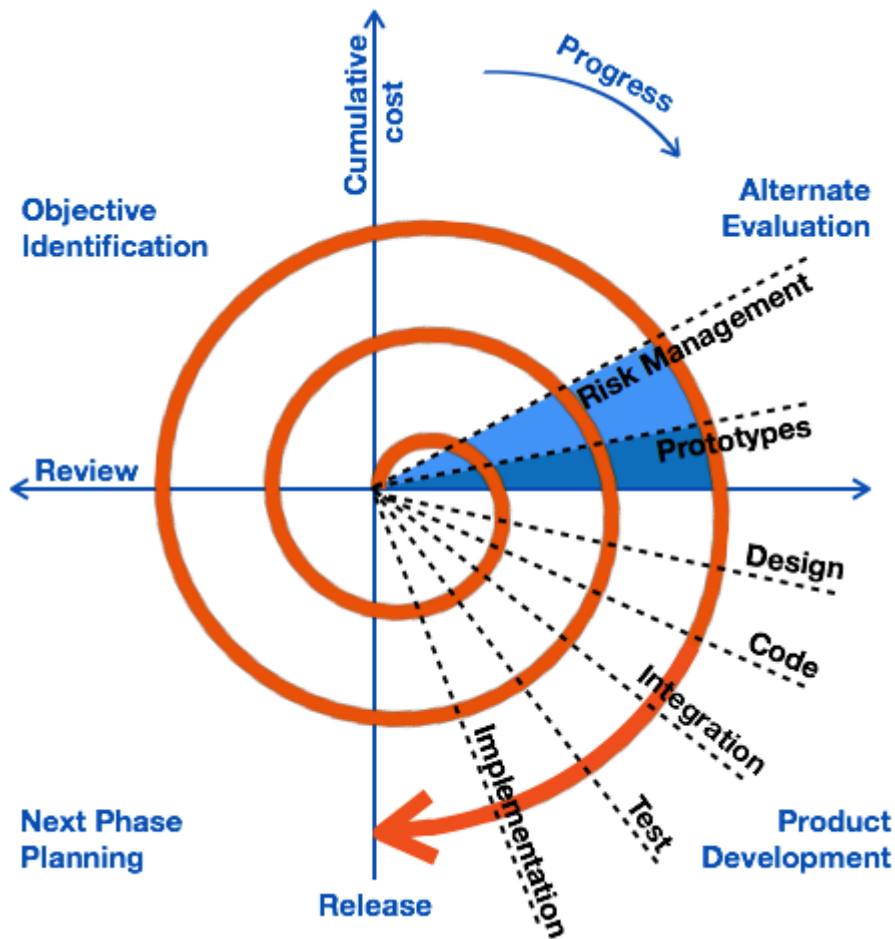 Cumulative
cost
Progress
Objective
Identification
Alternate
Evaluation
Risk Management
Prototypes
Review
Design
Code
Integration
Test
Implementation
Next Phase
Planning
Product
Development
Release